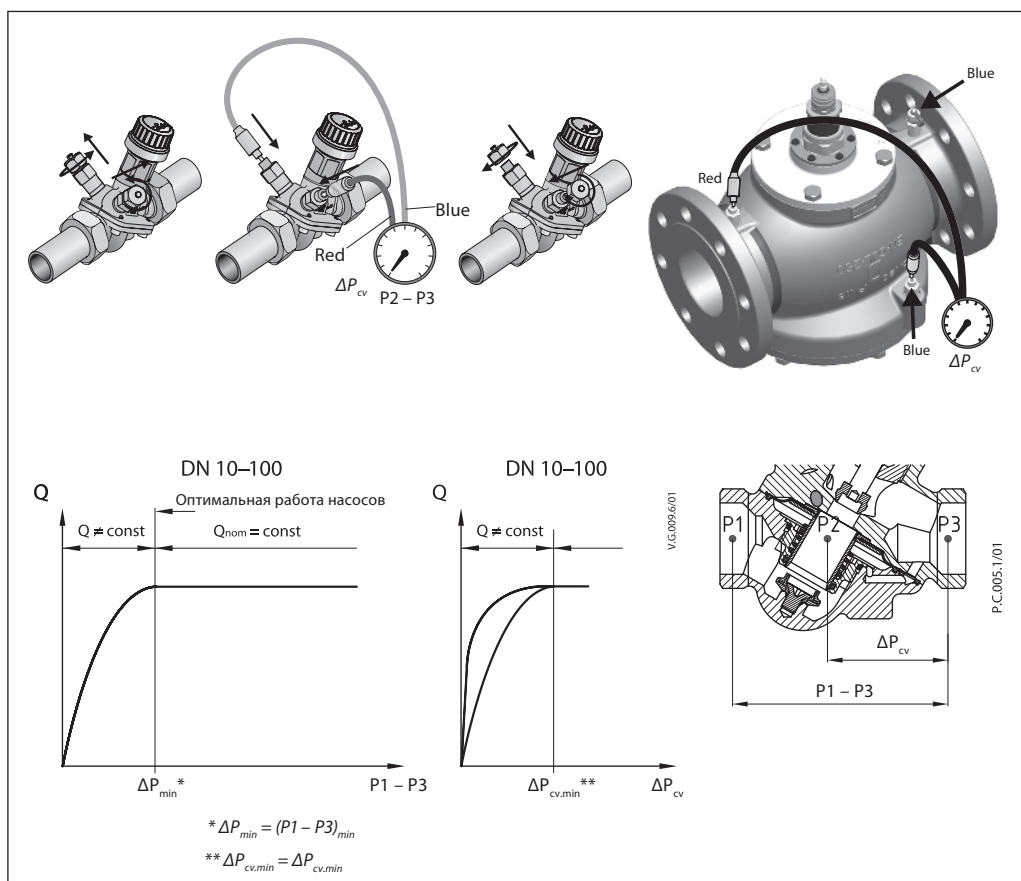 Blue
Red
Blue
Red
ΔPcv
P2 – P3
Blue
ΔPcv
DN 10–100
Q
Оптимальная работа насосов
Q ≠ const
Qnom = const
ΔPmin*
P1 – P3
* ΔPmin = (P1 – P3)min
** ΔPcv.min = ΔPcv.min
DN 10–100
Q
Q ≠ const
ΔPcv.min**
ΔPcv
V.G.009.6/01
P1
P2
P3
ΔPcv
P1 – P3
P.C.005.1/01